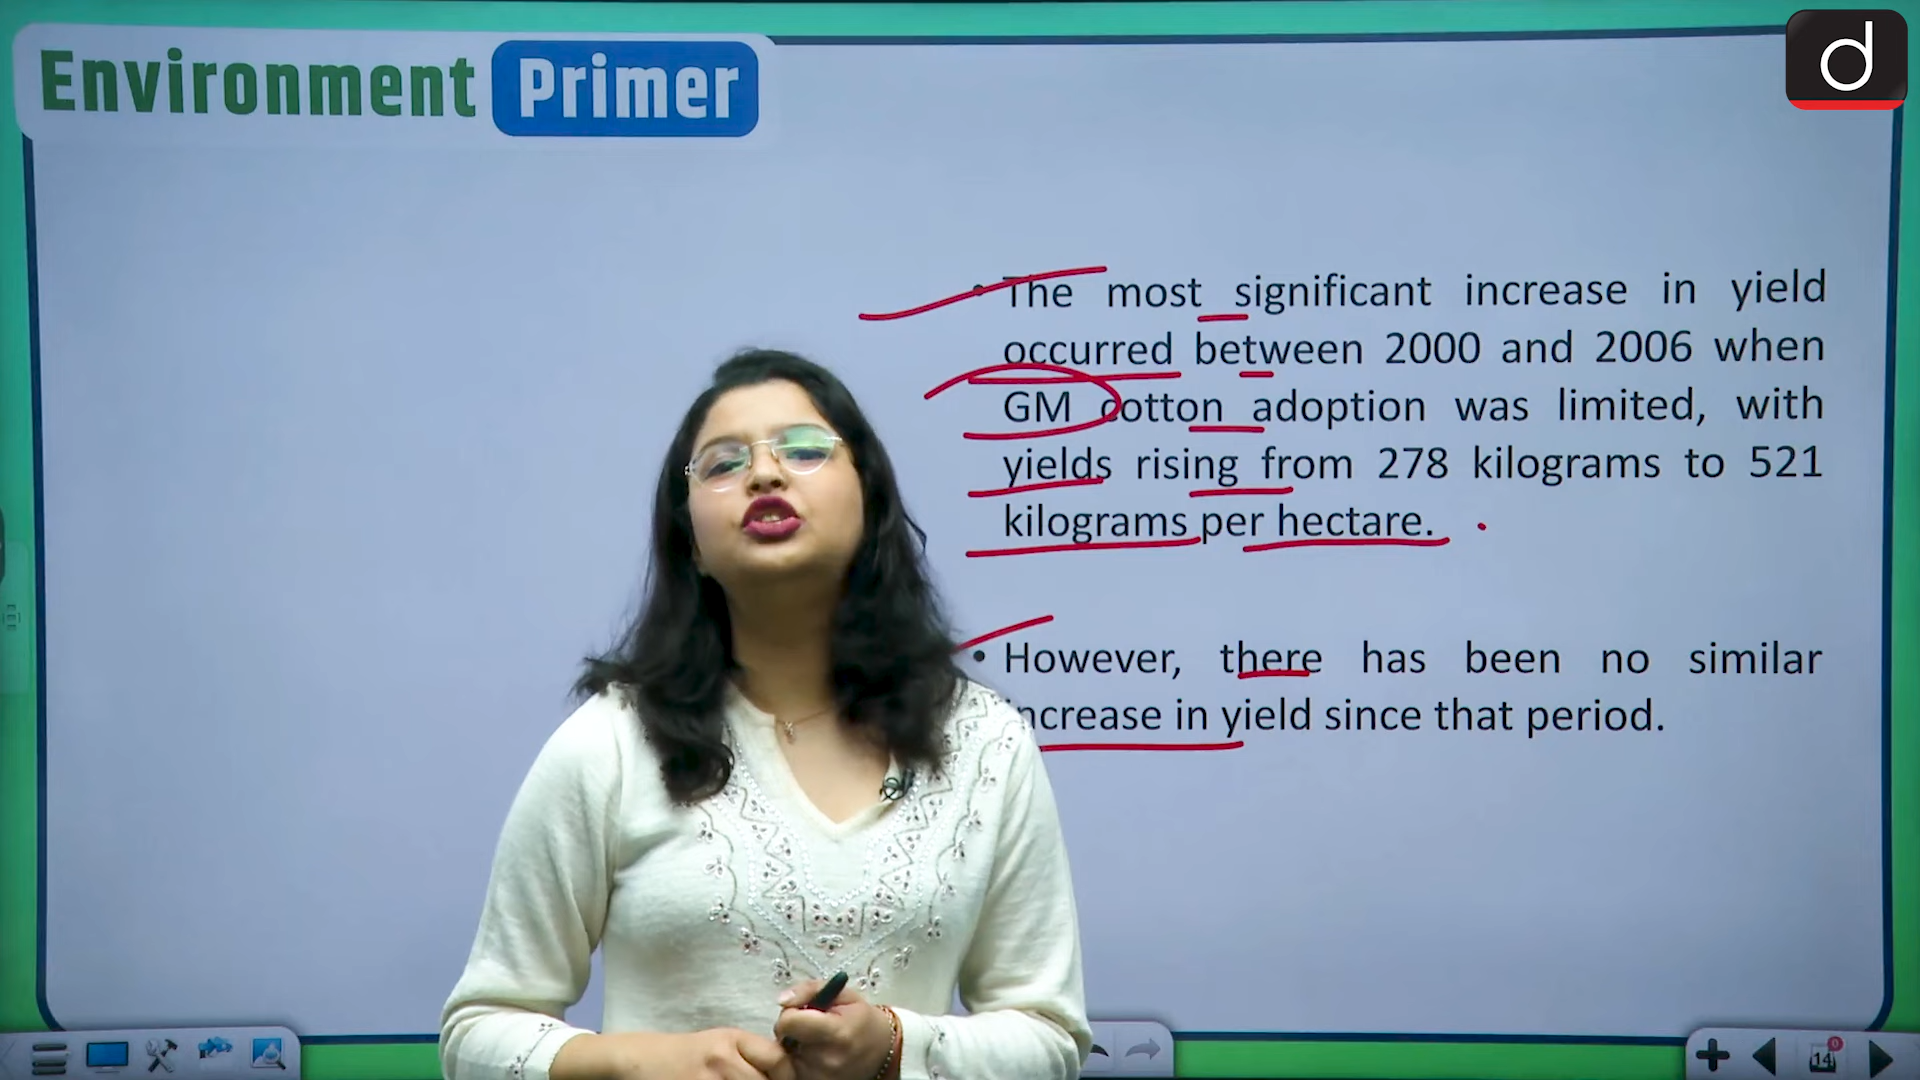 Environment Primer
d
• The most significant increase in yield
occurred between 2000 and 2006 when
GM cotton adoption was limited, with
yields rising from 278 kilograms to 521
kilograms per hectare.
• However, there has been no similar
increase in yield since that period.
14
0